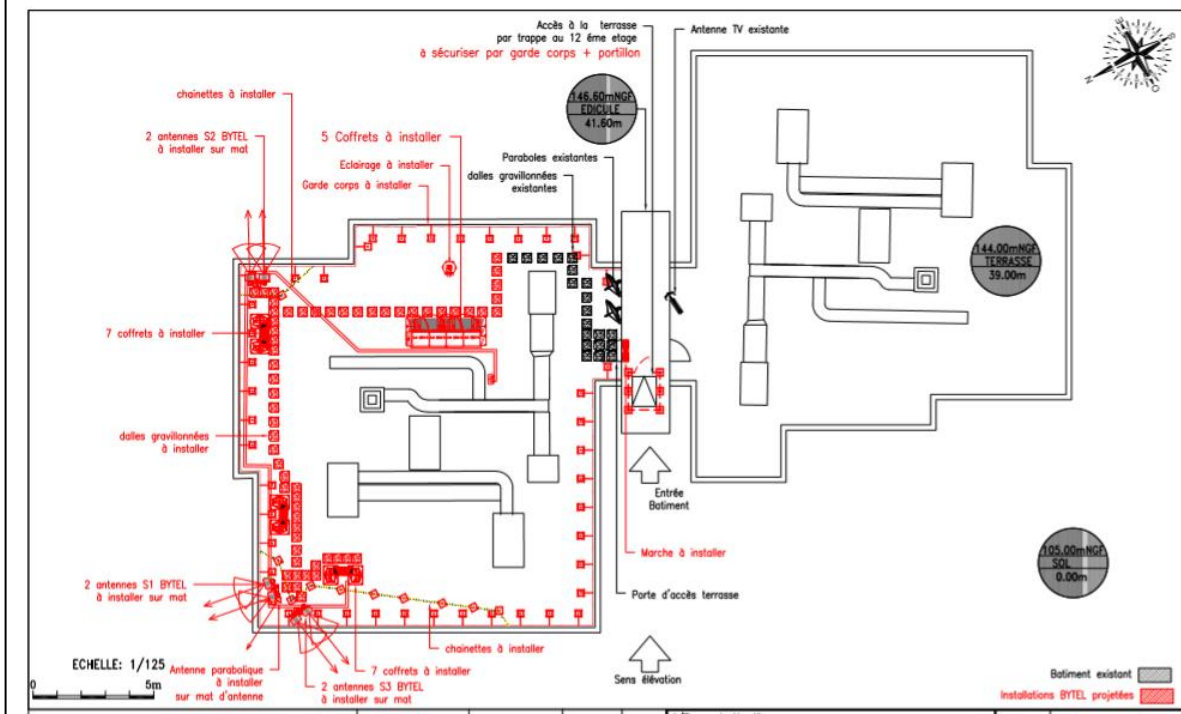 Accès à la terrasse
par trappe au 12 éme etage
à sécuriser par garde corps + portillon
Antenne TV existante
chainettes à installer
146.60mNGF
EDICULE
41.60m
2 antennes S2 BYTEL
à installer sur mat
5 Coffrets à installer
Eclairage à installer
Garde corps à installer
Paraboles existantes
dalles gravillonnées
existantes
144.00mNGF
TERRASSE
39.00m
7 coffrets à installer
dalles gravillonnées
à installer
Entrée
Batiment
Marche à installer
Porte d'accès terrasse
105.00mNGF
SOL
0.00m
2 antennes S1 BYTEL
à installer sur mat
chainettes à installer
ECHELLE: 1/125
0
5m
Antenne parabolique
à installer
sur mat d'antenne
7 coffrets à installer
2 antennes S3 BYTEL
à installer sur mat
Sens élévation
Batiment existant
Installations BYTEL projetées